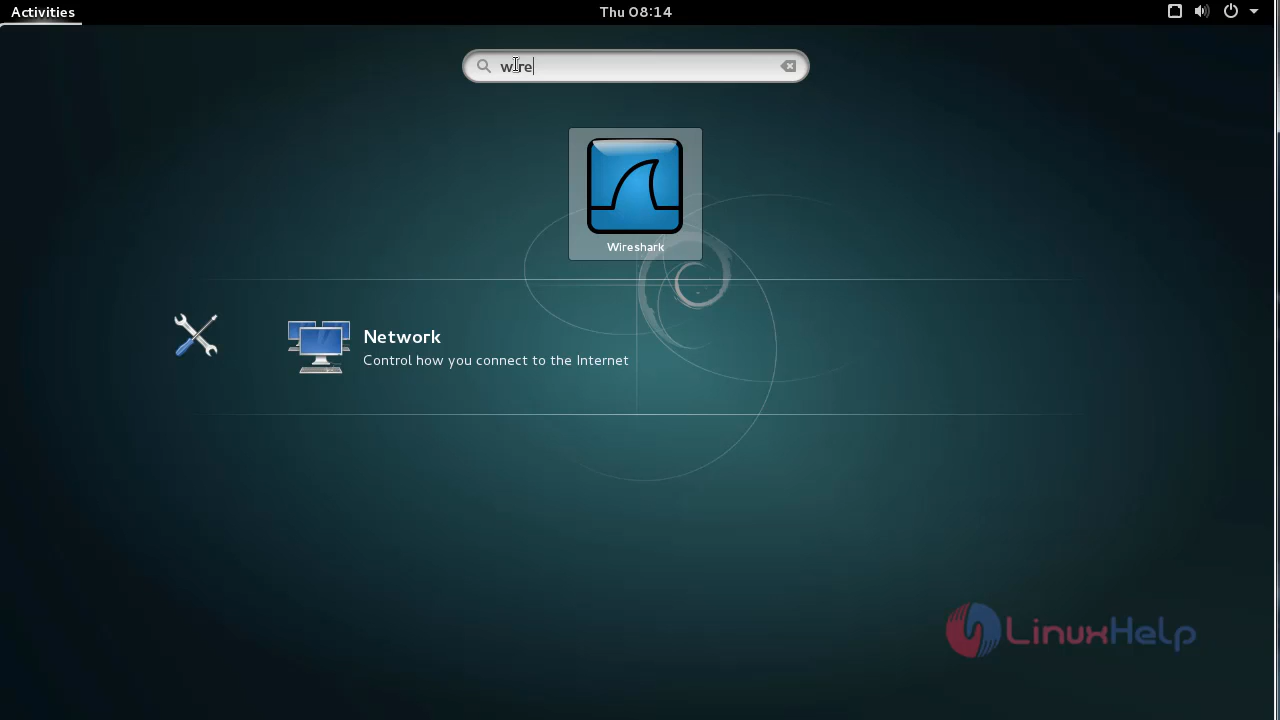 Activities
Thu 08:14
wire
Wireshark
Network
Control how you connect to the Internet
LinuxHelp